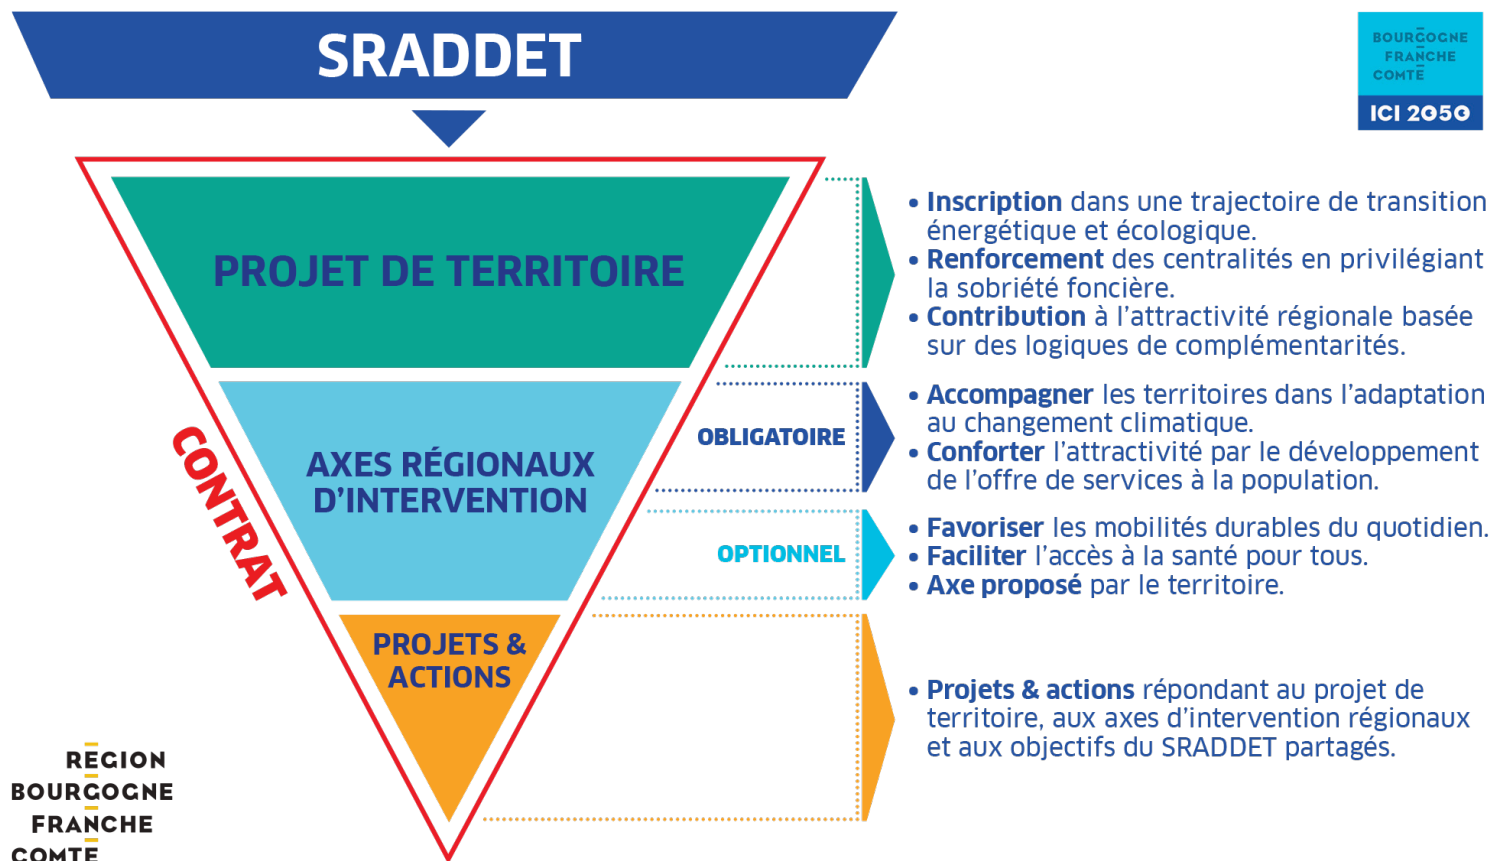 SRADDET
BOURGOGNE
FRANCHE
COMTÉ
ICI 2050
PROJET DE TERRITOIRE
• Inscription dans une trajectoire de transition
énergétique et écologique.
• Renforcement des centralités en privilégiant
la sobriété foncière.
• Contribution à l’attractivité régionale basée
sur des logiques de complémentarités.
CONTRAT
AXES RÉGIONAUX
D’INTERVENTION
OBLIGATOIRE
• Accompagner les territoires dans l’adaptation
au changement climatique.
• Conforter l’attractivité par le développement
de l’offre de services à la population.
OPTIONNEL
• Favoriser les mobilités durables du quotidien.
• Faciliter l’accès à la santé pour tous.
• Axe proposé par le territoire.
PROJETS &
ACTIONS
• Projets & actions répondant au projet de
territoire, aux axes d’intervention régionaux
et aux objectifs du SRADDET partagés.
REGION
BOURGOGNE
FRANCHE
COMTE